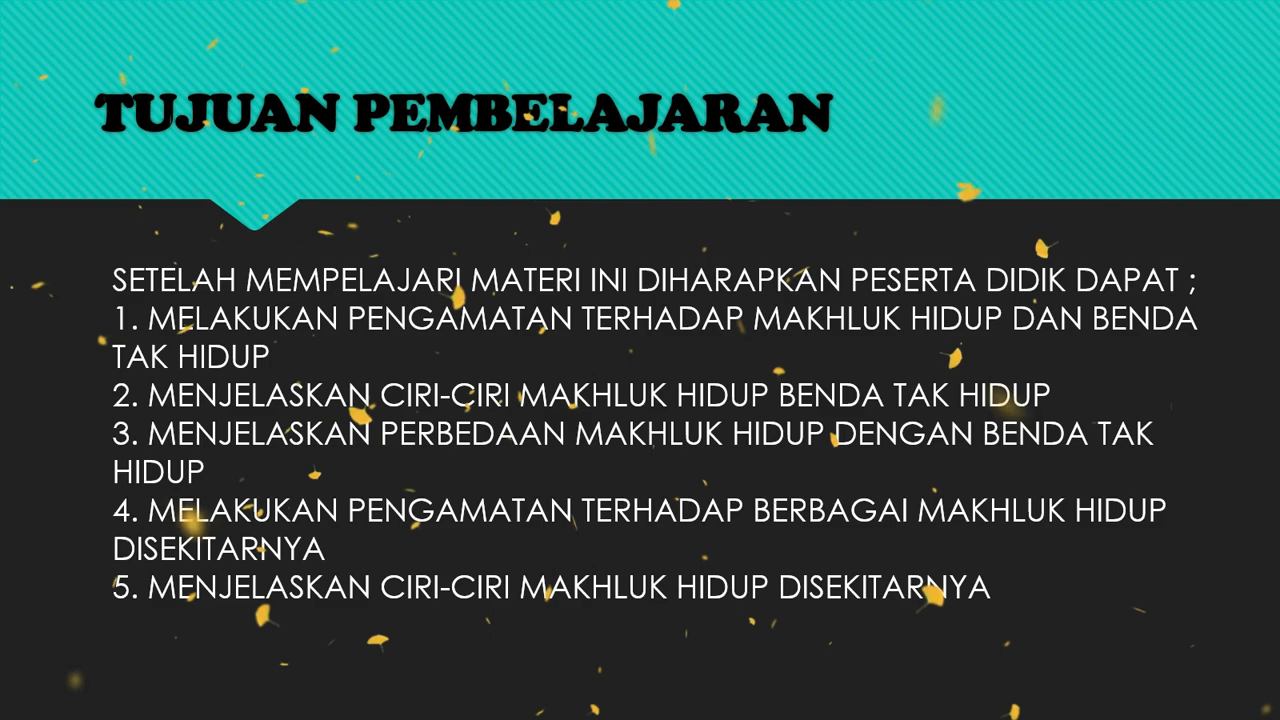 TUJUAN PEMBELAJARAN
SETELAH MEMPELAJARI MATERI INI DIHARAPKAN PESERTA DIDIK DAPAT ;
1. MELAKUKAN PENGAMATAN TERHADAP MAKHLUK HIDUP DAN BENDA
TAK HIDUP
2. MENJELASKAN CIRI-CIRI MAKHLUK HIDUP BENDA TAK HIDUP
3. MENJELASKAN PERBEDAAN MAKHLUK HIDUP DENGAN BENDA TAK
HIDUP
4. MELAKUKAN PENGAMATAN TERHADAP BERBAGAI MAKHLUK HIDUP
DISEKITARNYA
5. MENJELASKAN CIRI-CIRI MAKHLUK HIDUP DISEKITARNYA